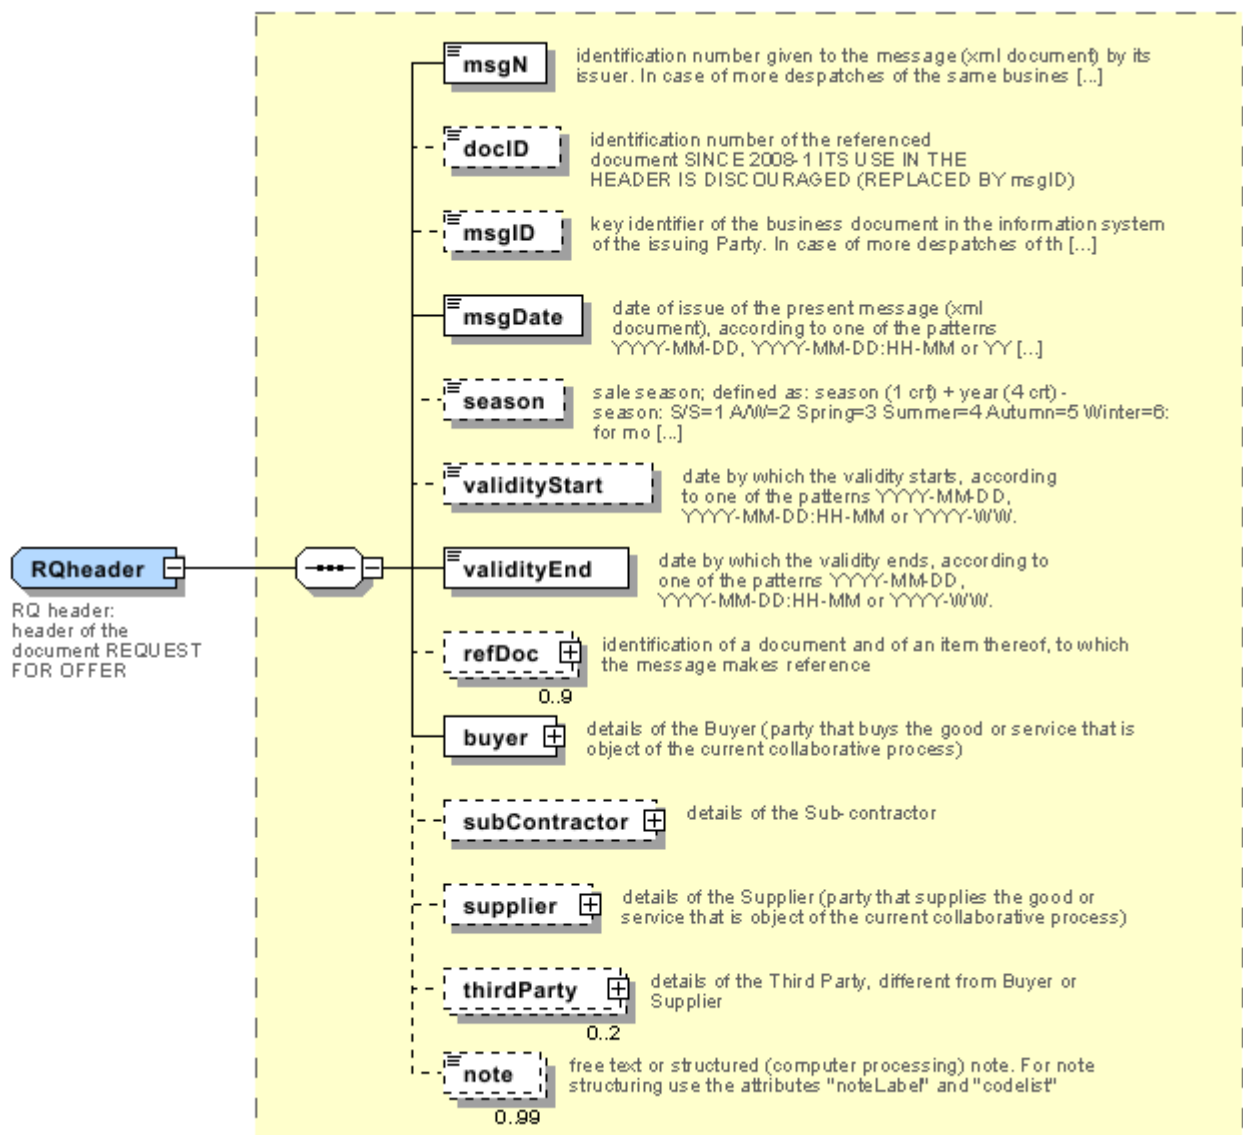 msgN
identification number given to the message (xml document) by its
issuer. In case of more despatches of the same busines [...]
docID
identification number of the referenced
document SINCE 2008-1 ITS USE IN THE
HEADER IS DISCOURAGED (REPLACED BY msgID)
msgID
key identifier of the business document in the information system
of the issuing Party. In case of more despatches of th [...]
msgDate
date of issue of the present message (xml
document), according to one of the patterns
YYYY-MM-DD, YYYY-MM-DD:HH-MM or YY [...]
season
sale season; defined as: season (1 crt) + year (4 crt) -
season: S/S=1 A/W=2 Spring=3 Summer=4 Autumn=5 Winter=6:
for mo [...]
validityStart
date by which the validity starts, according
to one of the patterns YYYY-MM-DD,
YYYY-MM-DD:HH-MM or YYYY-WW.
RQheader
RQ header:
header of the
document REQUEST
FOR OFFER
validityEnd
date by which the validity ends, according to
one of the patterns YYYY-MM-DD,
YYYY-MM-DD:HH-MM or YYYY-WW.
refDoc
0..9
identification of a document and of an item thereof, to which
the message makes reference
buyer
details of the Buyer (party that buys the good or service that is
object of the current collaborative process)
subContractor
details of the Sub-contractor
supplier
details of the Supplier (party that supplies the good or
service that is object of the current collaborative process)
thirdParty
0..2
details of the Third Party, different from Buyer or
Supplier
note
0..99
free text or structured (computer processing) note. For note
structuring use the attributes "noteLabel" and "codelist"